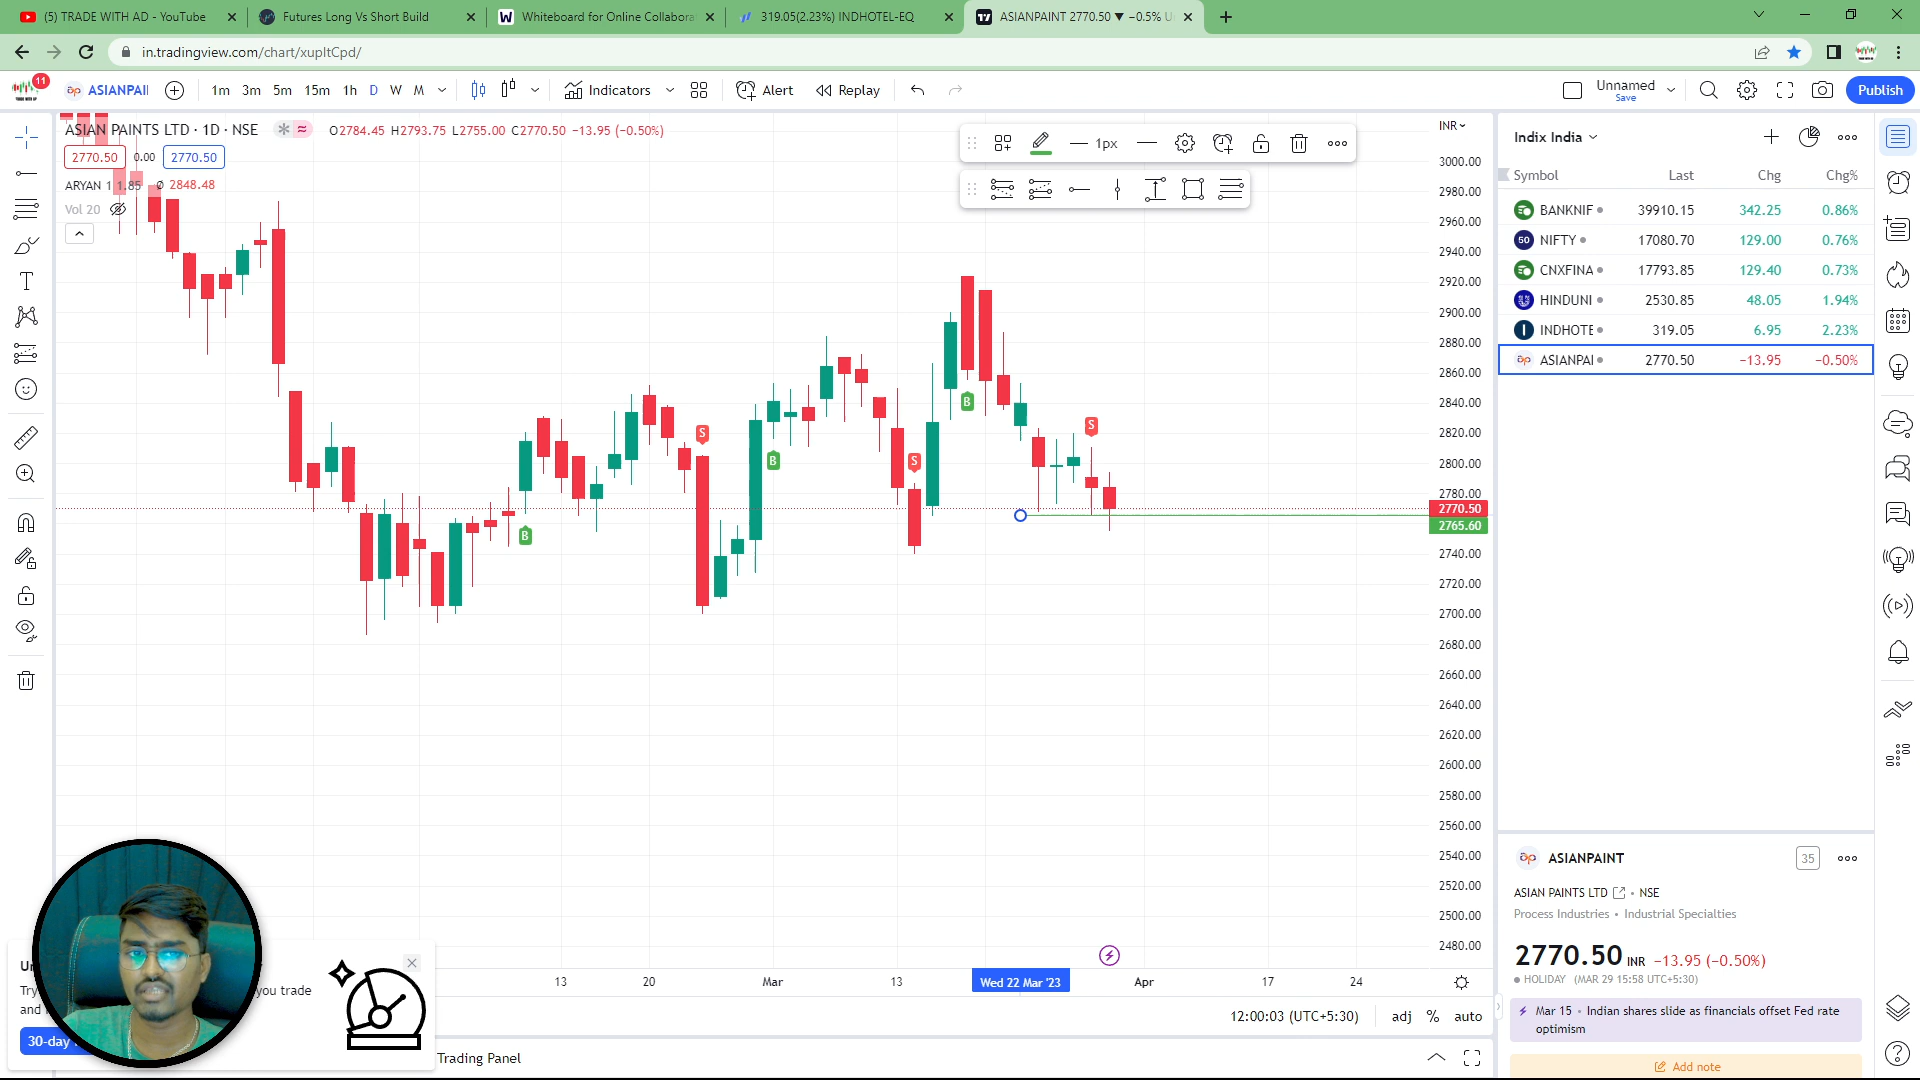 (5) TRADE WITH AD - YouTube
Futures Long Vs Short Build
Whiteboard for Online Collabora
319.05(2.23%) INDHOTEL-EQ
ASIANPAINT 2770.50 ▼ −0.5% U
in.tradingview.com/chart/xupItCpd/
11
ASIANPAI
1m 3m 5m 15m 1h D W M
Indicators
Alert
Replay
Unnamed
Save
Publish
ASIAN PAINTS LTD · 1D · NSE
O2784.45 H2793.75 L2755.00 C2770.50 −13.95 (−0.50%)
2770.50 0.00 2770.50
ARYAN 1 1.85 Ø 2848.48
Vol 20
1px
INR
3000.00
2980.00
2960.00
2940.00
2920.00
2900.00
2880.00
2860.00
2840.00
2820.00
2800.00
2780.00
2770.50
2765.60
2740.00
2720.00
2700.00
2680.00
2660.00
2640.00
2620.00
2600.00
2580.00
2560.00
2540.00
2520.00
2500.00
2480.00
B
S
B
S
B
S
13 20 Mar 13 Wed 22 Mar '23 Apr 17 24
12:00:03 (UTC+5:30) adj % auto
Trading Panel
Try
you trade
and
30-day
Indix India
Symbol Last Chg Chg%
BANKNIF 39910.15 342.25 0.86%
50 NIFTY 17080.70 129.00 0.76%
CNXFINA 17793.85 129.40 0.73%
HINDUNI 2530.85 48.05 1.94%
INDHOTE 319.05 6.95 2.23%
ap ASIANPAI 2770.50 −13.95 −0.50%
ap ASIANPAINT 35
ASIAN PAINTS LTD • NSE
Process Industries • Industrial Specialties
2770.50 INR −13.95 (−0.50%)
HOLIDAY (MAR 29 15:58 UTC+5:30)
Mar 15 • Indian shares slide as financials offset Fed rate
optimism
Add note